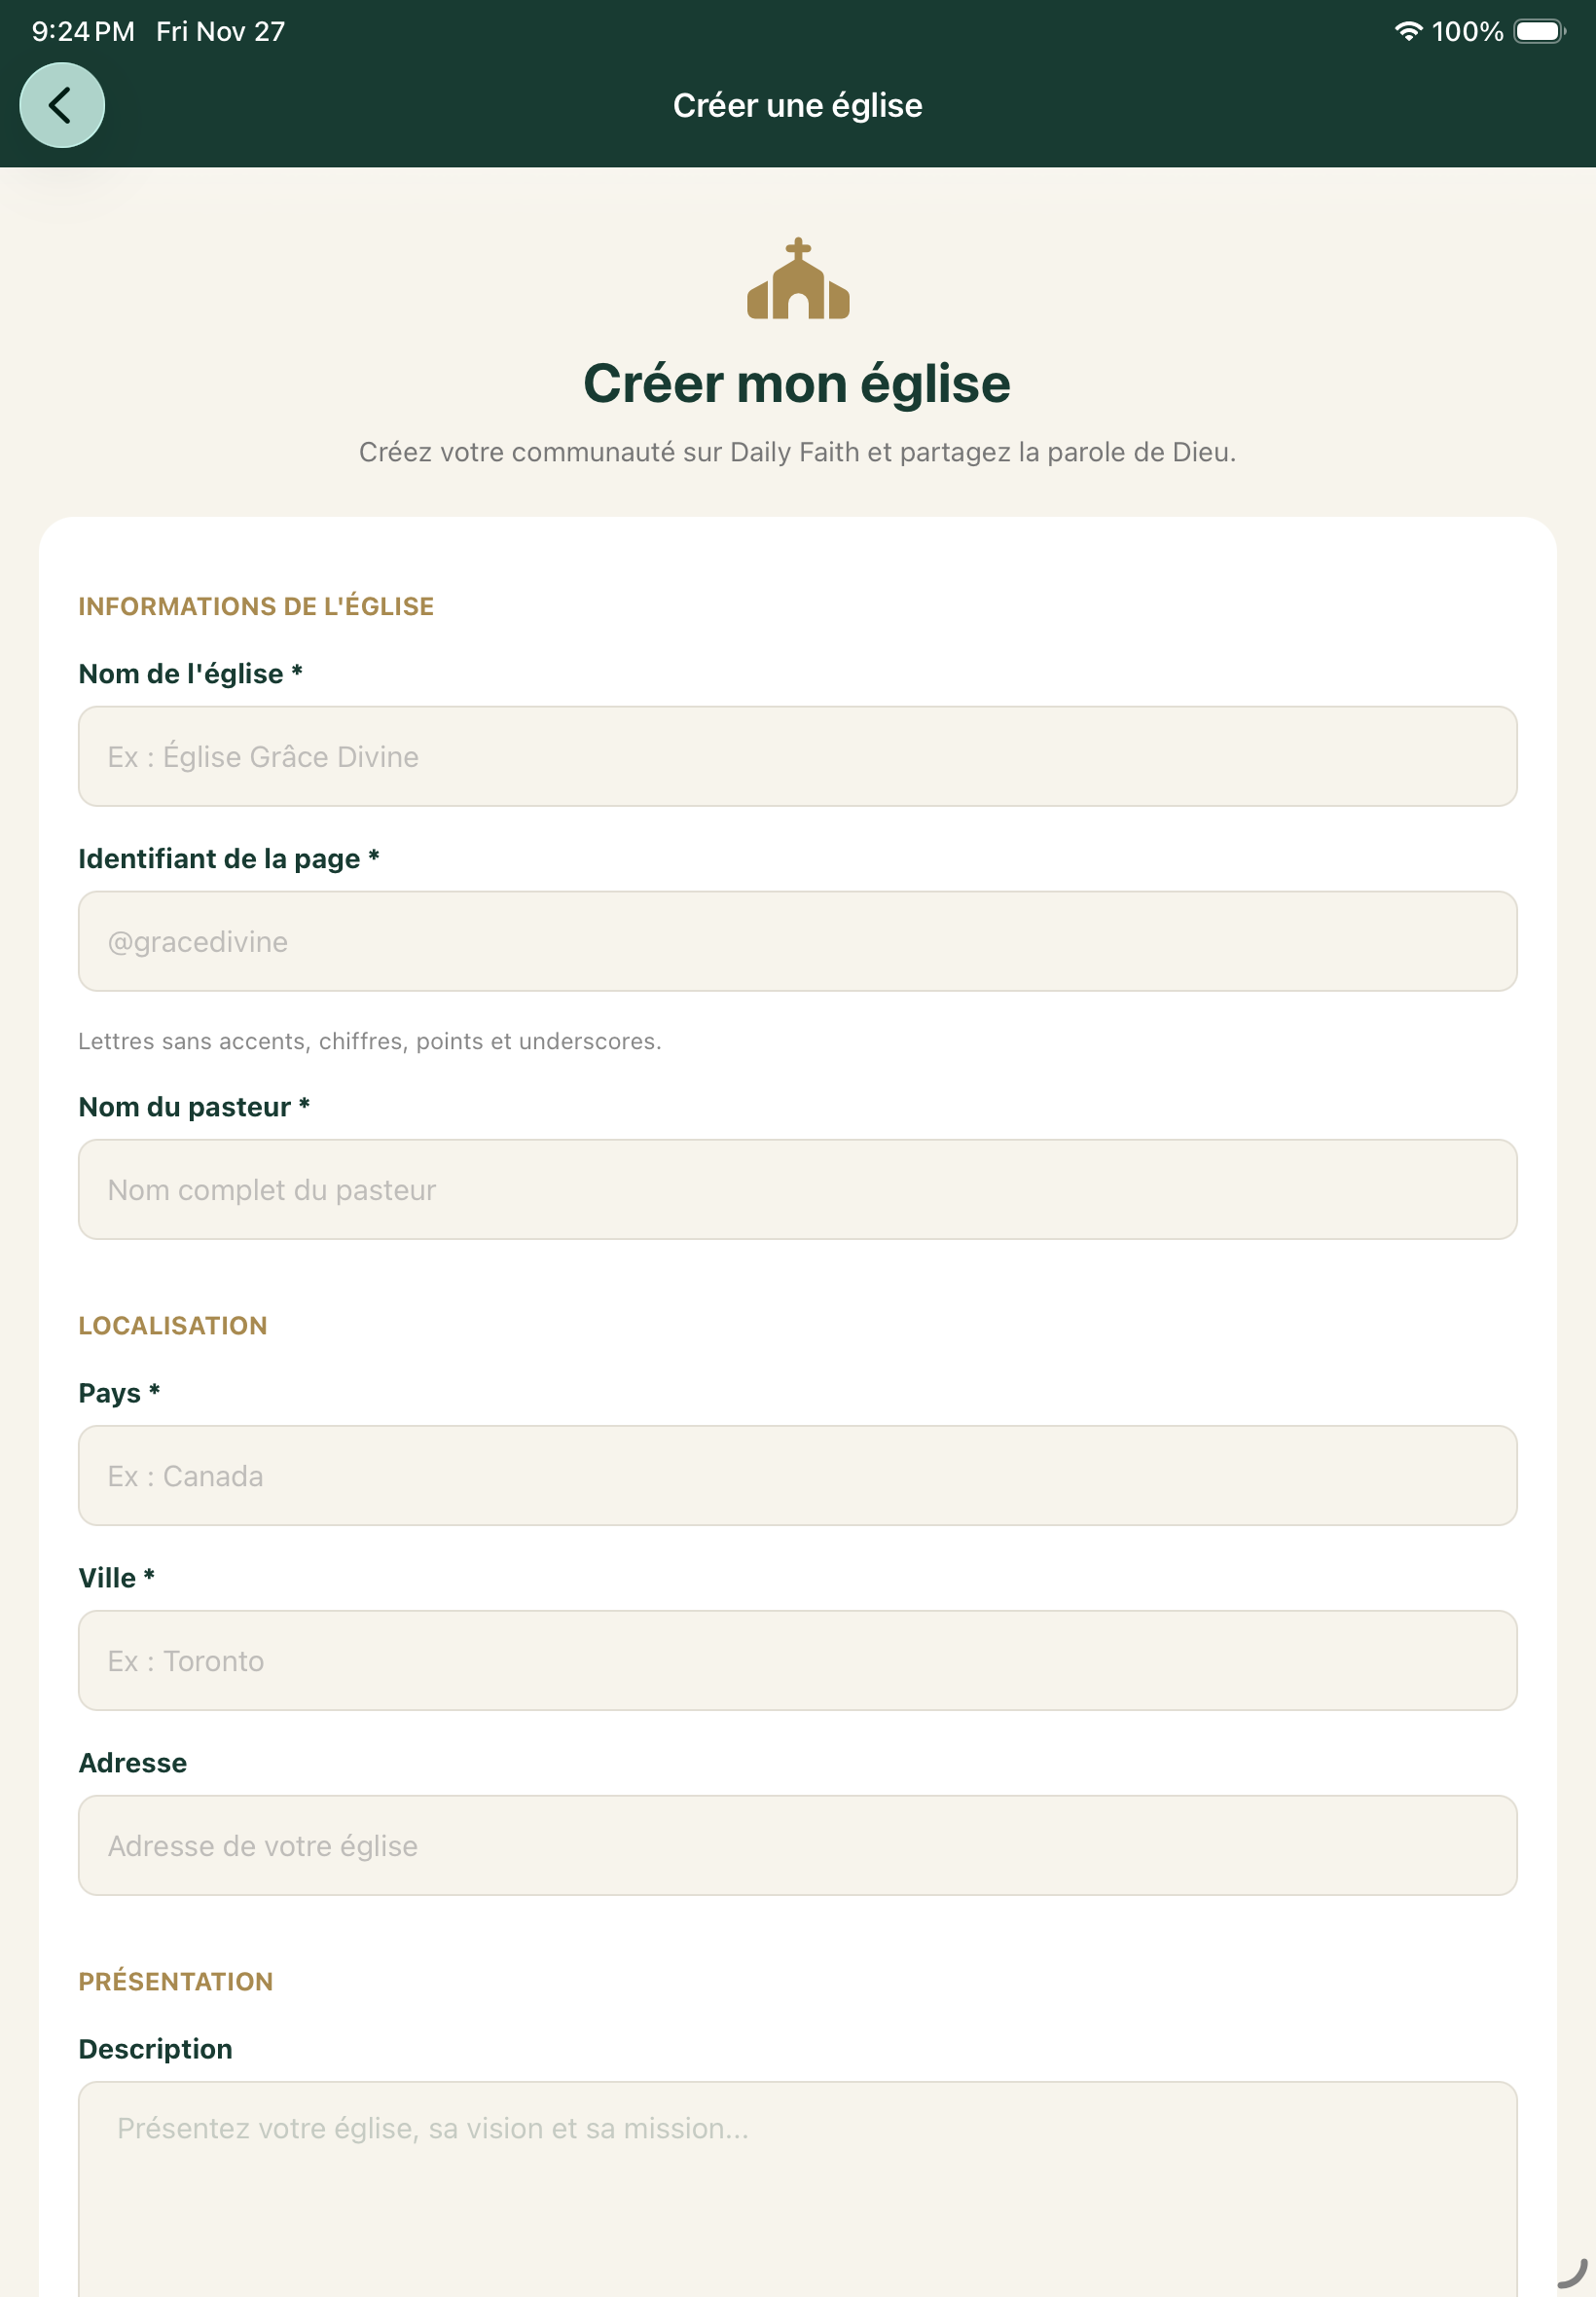 9:24 PM Fri Nov 27 100%
Créer une église
Créer mon église
Créez votre communauté sur Daily Faith et partagez la parole de Dieu.
INFORMATIONS DE L'ÉGLISE
Nom de l'église *
Ex : Église Grâce Divine
Identifiant de la page *
@gracedivine
Lettres sans accents, chiffres, points et underscores.
Nom du pasteur *
Nom complet du pasteur
LOCALISATION
Pays *
Ex : Canada
Ville *
Ex : Toronto
Adresse
Adresse de votre église
PRÉSENTATION
Description
Présentez votre église, sa vision et sa mission...